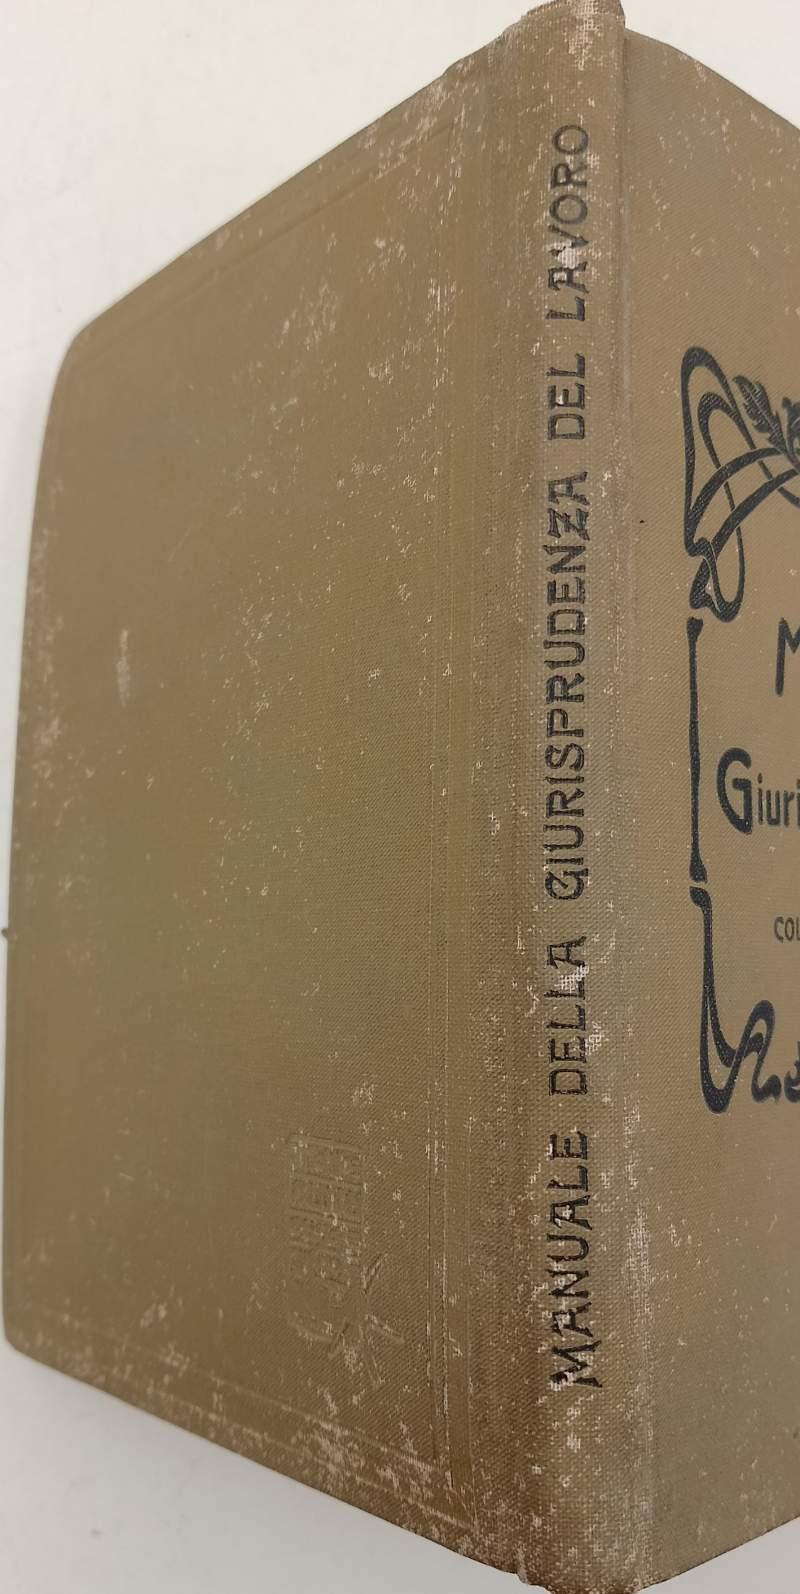 MANUALE DELLA GIURISPRUDENZA DEL LAVORO
M
Giuri
COL